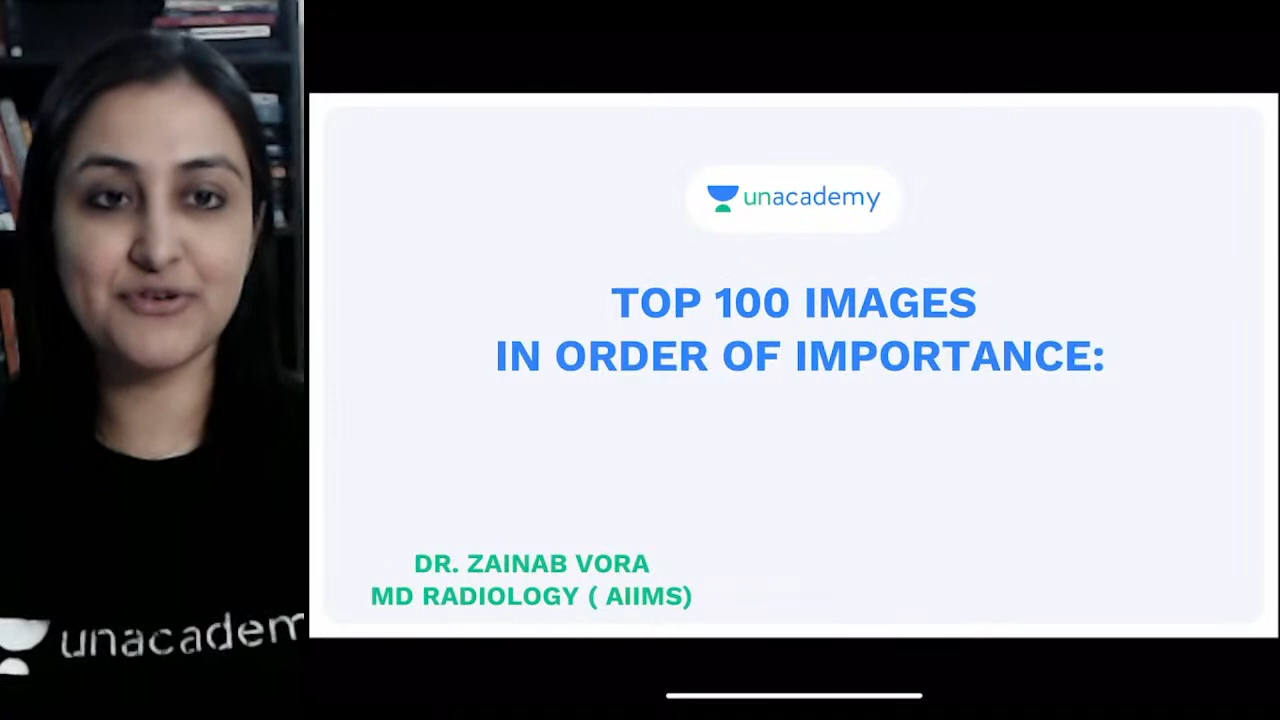 unacademy
TOP 100 IMAGES
IN ORDER OF IMPORTANCE:
DR. ZAINAB VORA
MD RADIOLOGY ( AIIMS)
unacadem